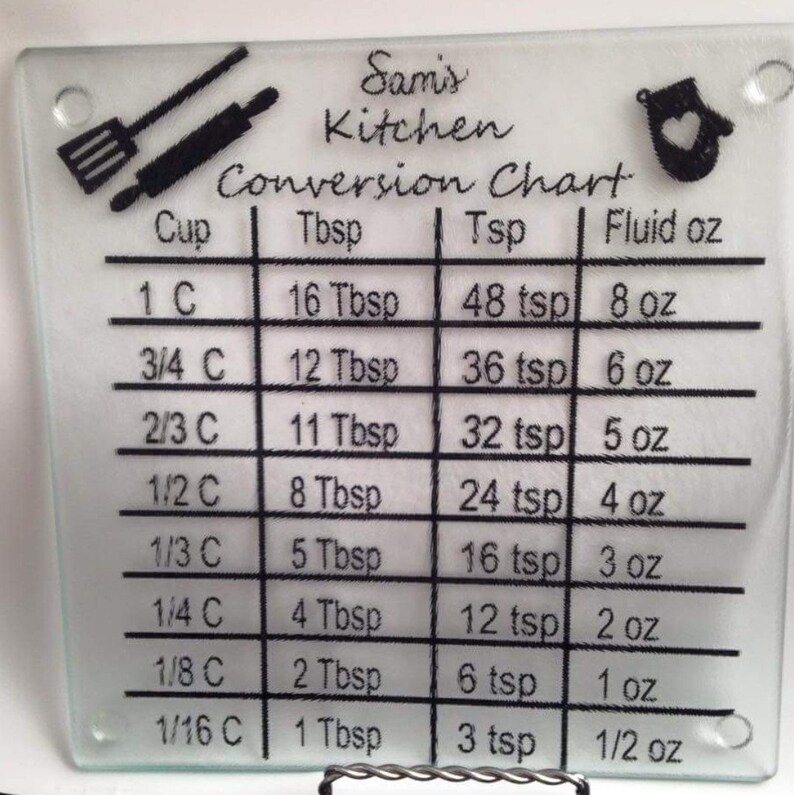 Sam's
Kitchen
Conversion Chart
Cup Tbsp Tsp Fluid oz
1 C 16 Tbsp 48 tsp 8 oz
3/4 C 12 Tbsp 36 tsp 6 oz
2/3 C 11 Tbsp 32 tsp 5 oz
1/2 C 8 Tbsp 24 tsp 4 oz
1/3 C 5 Tbsp 16 tsp 3 oz
1/4 C 4 Tbsp 12 tsp 2 oz
1/8 C 2 Tbsp 6 tsp 1 oz
1/16 C 1 Tbsp 3 tsp 1/2 oz